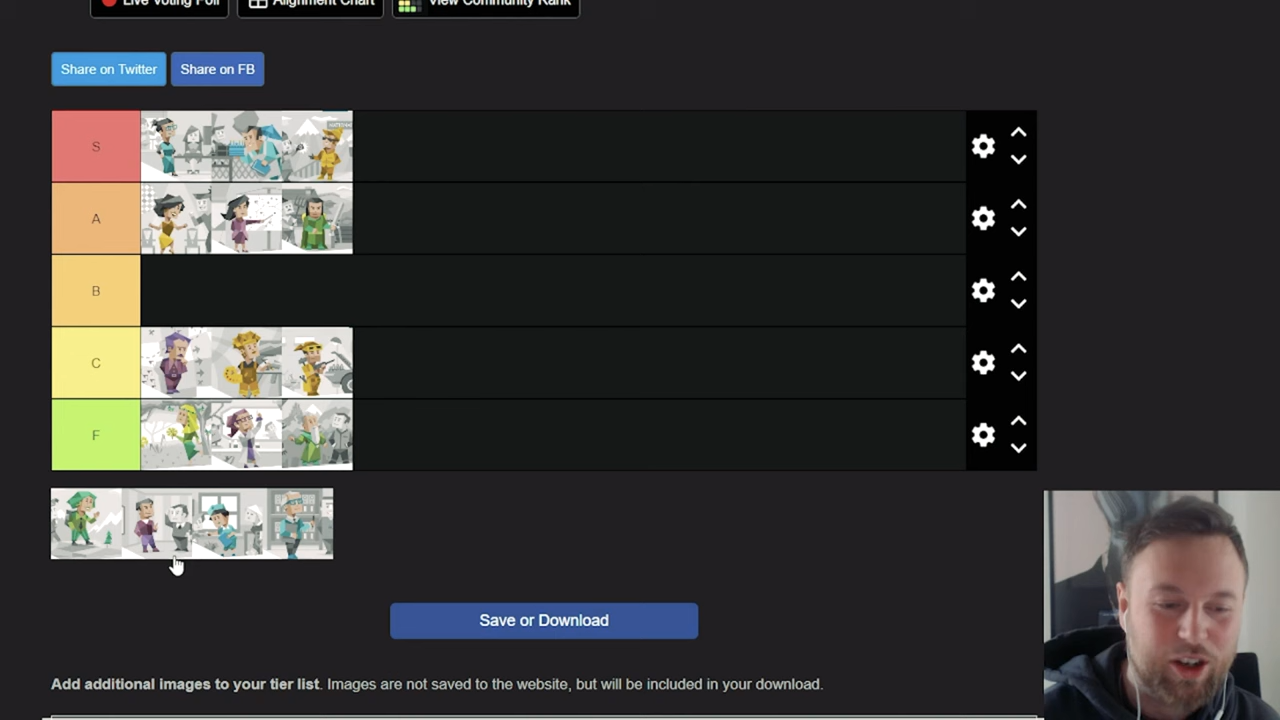 Live Voting Poll Alignment Chart View Community Rank
Share on Twitter Share on FB
S
A
B
C
F
Save or Download
Add additional images to your tier list. Images are not saved to the website, but will be included in your download.